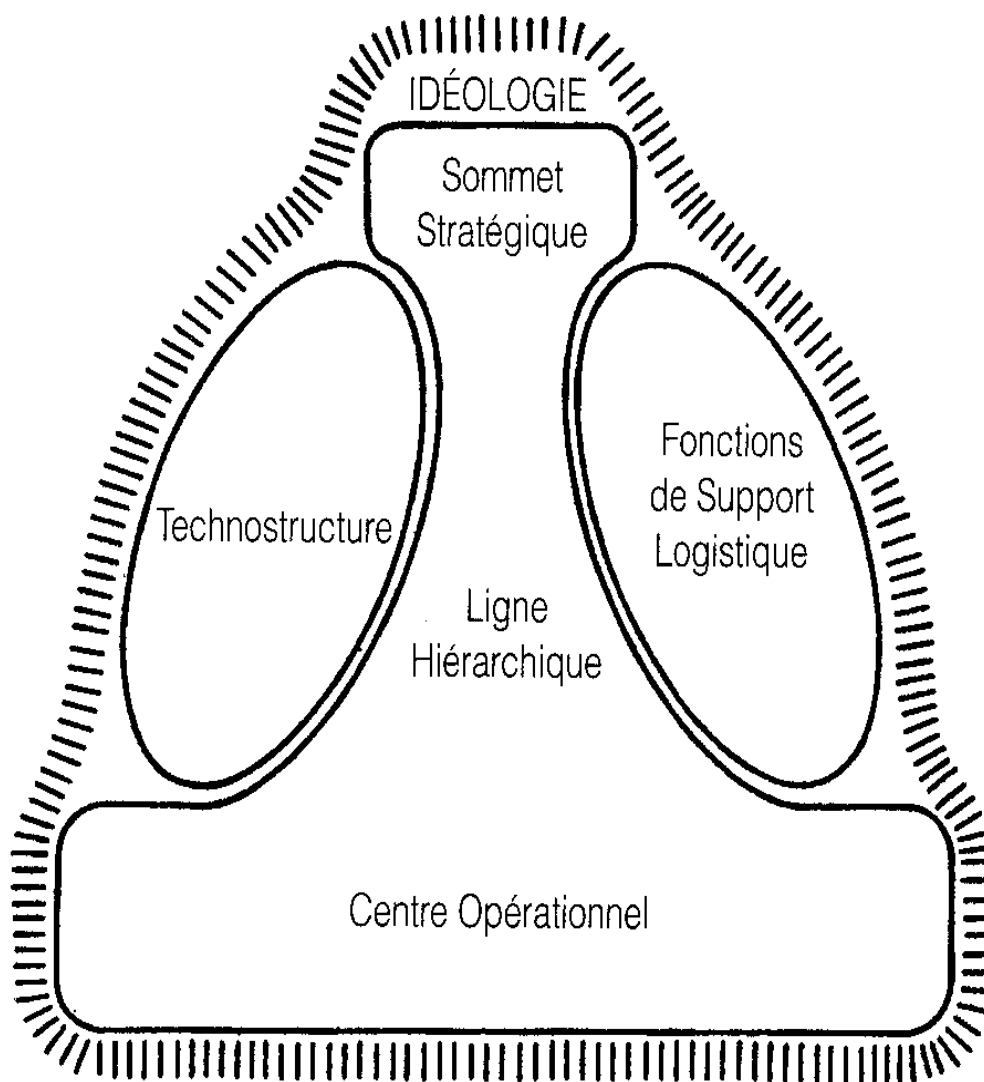 IDÉOLOGIE
Sommet
Stratégique
Technostructure
Fonctions
de Support
Logistique
Ligne
Hiérarchique
Centre Opérationnel